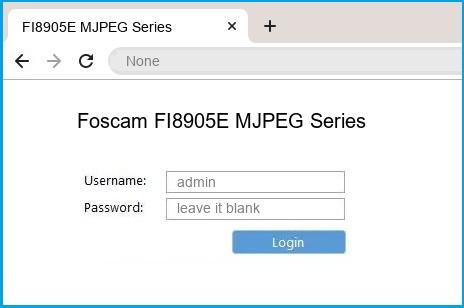 FI8905E MJPEG Series
None
Foscam FI8905E MJPEG Series
Username: admin
Password: leave it blank
Login